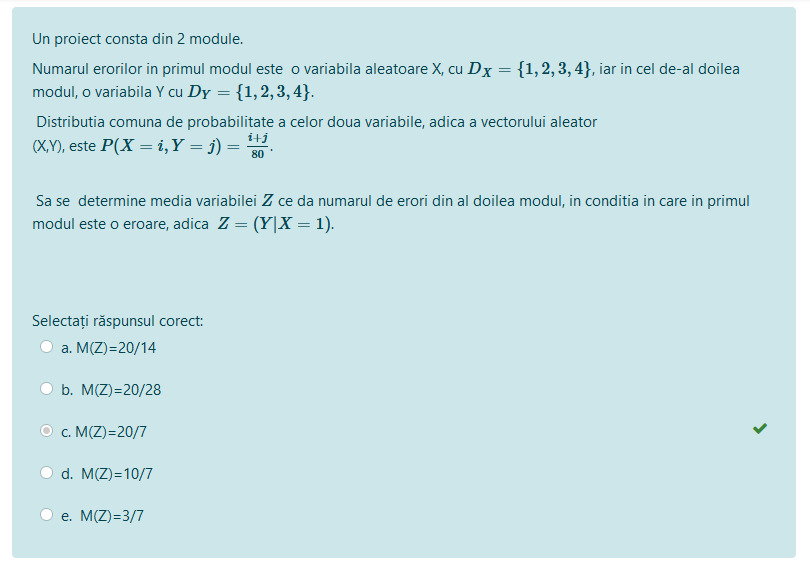 Un proiect consta din 2 module.
Numarul erorilor in primul modul este o variabila aleatoare X, cu D_X = {1, 2, 3, 4}, iar in cel de-al doilea
modul, o variabila Y cu D_Y = {1, 2, 3, 4}.
Distributia comuna de probabilitate a celor doua variabile, adica a vectorului aleator
(X,Y), este P(X = i, Y = j) = \frac{i+j}{80}.
Sa se determine media variabilei Z ce da numarul de erori din al doilea modul, in conditia in care in primul
modul este o eroare, adica Z = (Y|X = 1).
Selectați răspunsul corect:
a. M(Z)=20/14
b. M(Z)=20/28
c. M(Z)=20/7
d. M(Z)=10/7
e. M(Z)=3/7